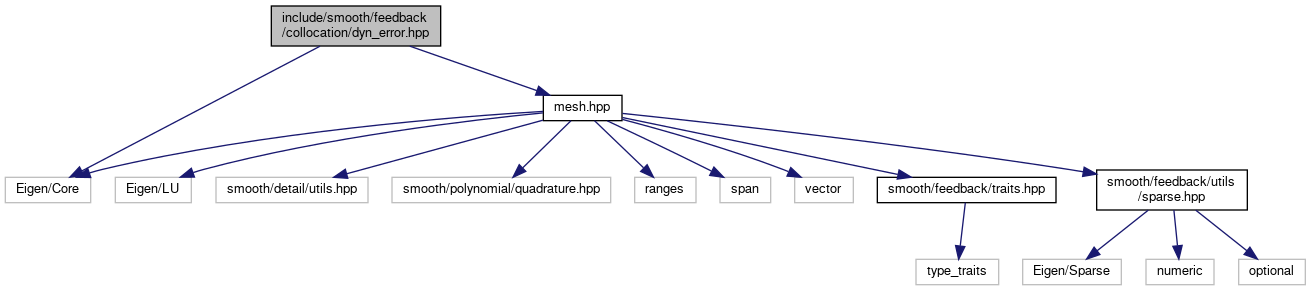 include/smooth/feedback
/collocation/dyn_error.hpp
mesh.hpp
Eigen/Core
Eigen/LU
smooth/detail/utils.hpp
smooth/polynomial/quadrature.hpp
ranges
span
vector
smooth/feedback/traits.hpp
smooth/feedback/utils
/sparse.hpp
type_traits
Eigen/Sparse
numeric
optional